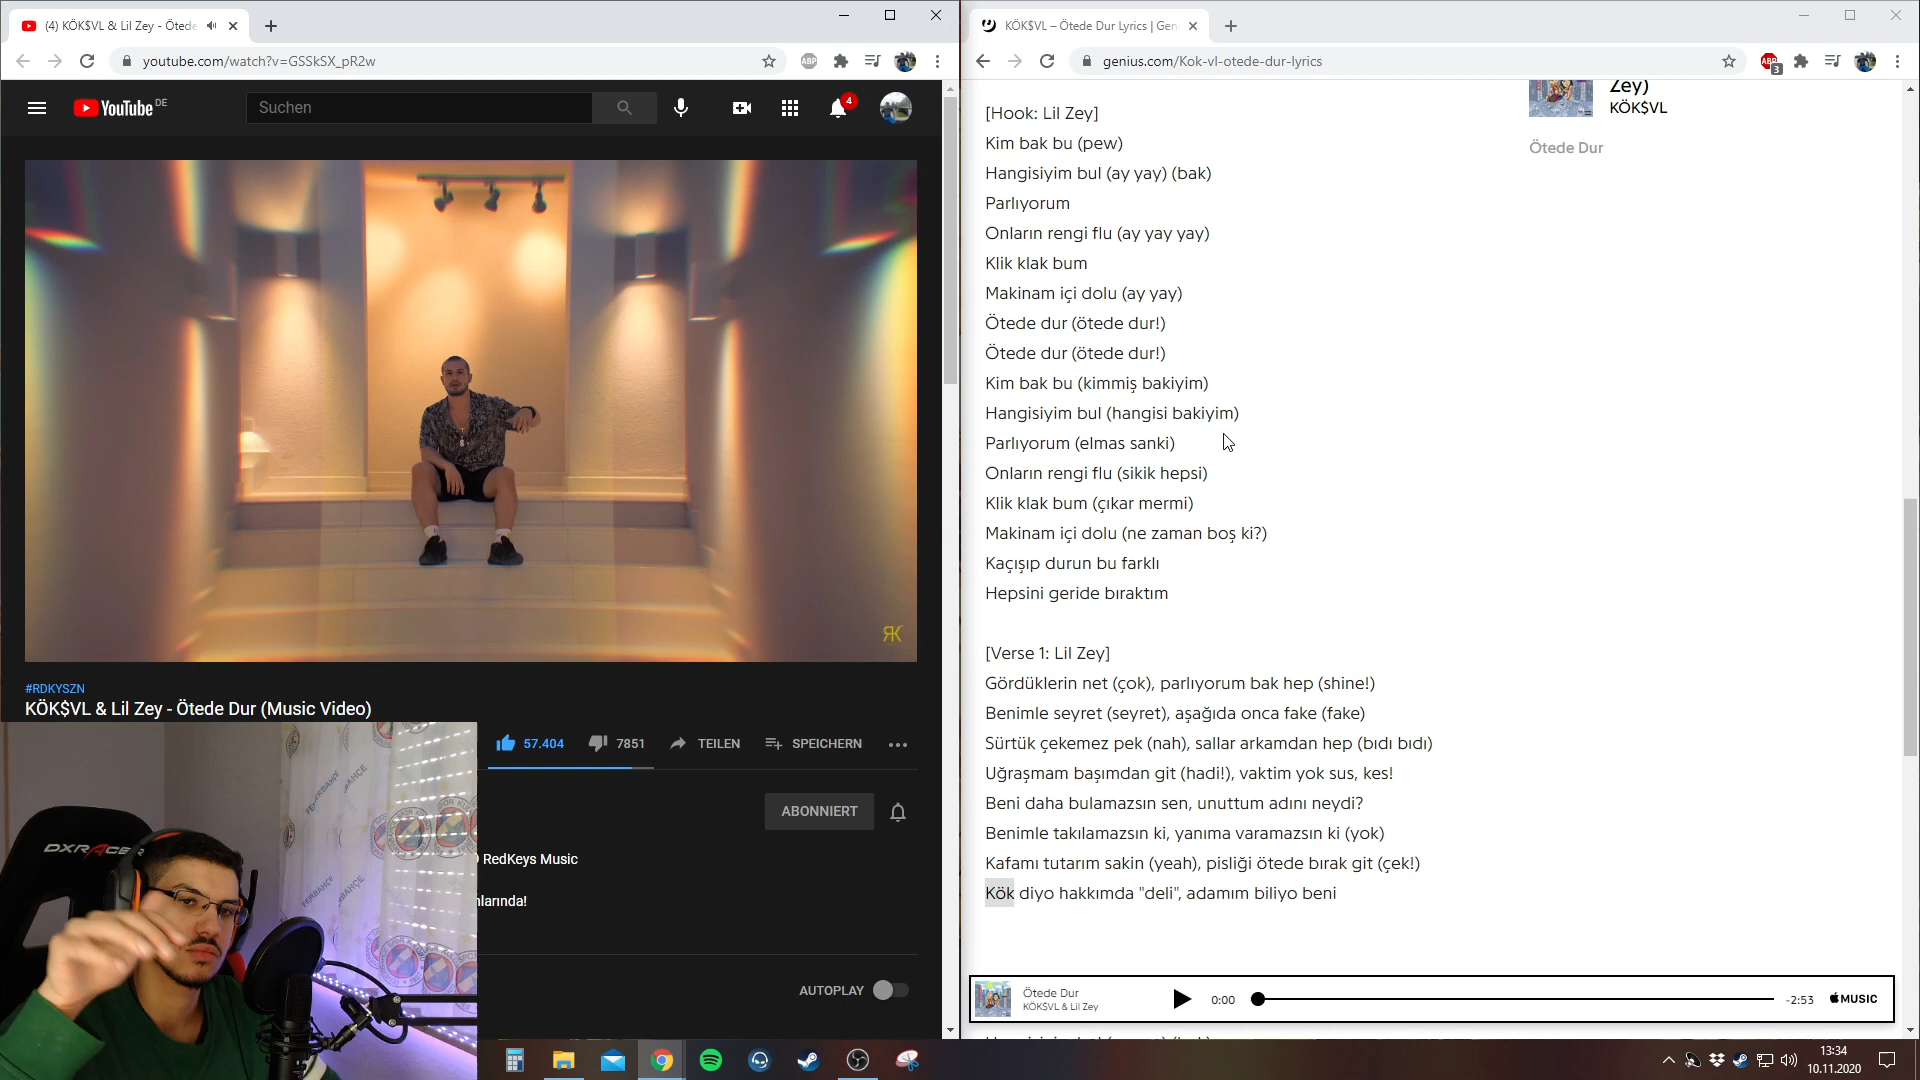 (4) KÖK$VL & Lil Zey - Ötede
youtube.com/watch?v=GSSkSX_pR2w
ABP
YouTube DE
Suchen
4
RK
#RDKYSZN
KÖK$VL & Lil Zey - Ötede Dur (Music Video)
57.404
7851
TEILEN
SPEICHERN
ABONNIERT
RedKeys Music
nlarında!
AUTOPLAY
DXRACER
FENERBAHÇE
KÖK$VL – Ötede Dur Lyrics | Gen
genius.com/Kok-vl-otede-dur-lyrics
ABP
3
Zey)
KÖK$VL
Ötede Dur
[Hook: Lil Zey]
Kim bak bu (pew)
Hangisiyim bul (ay yay) (bak)
Parlıyorum
Onların rengi flu (ay yay yay)
Klik klak bum
Makinam içi dolu (ay yay)
Ötede dur (ötede dur!)
Ötede dur (ötede dur!)
Kim bak bu (kimmiş bakiyim)
Hangisiyim bul (hangisi bakiyim)
Parlıyorum (elmas sanki)
Onların rengi flu (sikik hepsi)
Klik klak bum (çıkar mermi)
Makinam içi dolu (ne zaman boş ki?)
Kaçışıp durun bu farklı
Hepsini geride bıraktım
[Verse 1: Lil Zey]
Gördüklerin net (çok), parlıyorum bak hep (shine!)
Benimle seyret (seyret), aşağıda onca fake (fake)
Sürtük çekemez pek (nah), sallar arkamdan hep (bıdı bıdı)
Uğraşmam başımdan git (hadi!), vaktim yok sus, kes!
Beni daha bulamazsın sen, unuttum adını neydi?
Benimle takılamazsın ki, yanıma varamazsın ki (yok)
Kafamı tutarım sakin (yeah), pisliği ötede bırak git (çek!)
Kök diyo hakkımda "deli", adamım biliyo beni
Ötede Dur
KÖK$VL & Lil Zey
0:00
-2:53
MUSIC
13:34
10.11.2020